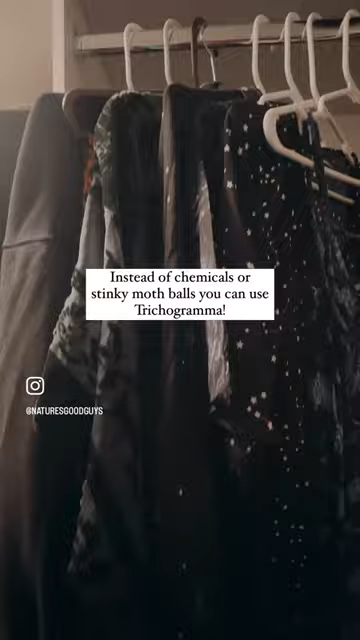 Instead of chemicals or
stinky moth balls you can use
Trichogramma!
@NATURESGOODGUYS